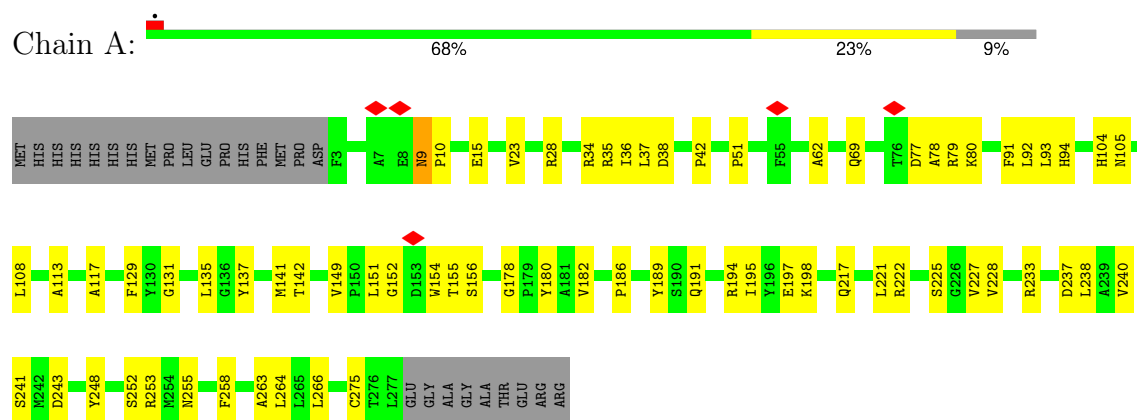 Chain A:
68% 23% 9%
MET HIS HIS HIS HIS HIS HIS MET PRO LEU GLU PRO HIS PHE MET PRO ASP F3 A7 E8 N9 P10 E15 V23 R28 R34 R35 I36 L37 D38 P42 P51 F55 A62 Q69 T76 D77 A78 R79 K80 F91 L92 L93 H94 H104 N105
L108 A113 A117 F129 Y130 G131 L135 G136 Y137 M141 T142 V149 P150 L151 G152 D153 W154 T155 S156 G178 P179 Y180 A181 V182 P186 Y189 S190 Q191 R194 I195 Y196 E197 K198 Q217 L221 R222 S225 G226 V227 V228 R233 D237 L238 A239 V240
S241 M242 D243 Y248 S252 R253 M254 N255 F258 A263 L264 L265 L266 C275 T276 L277 GLU GLY ALA GLY ALA THR GLU ARG ARG